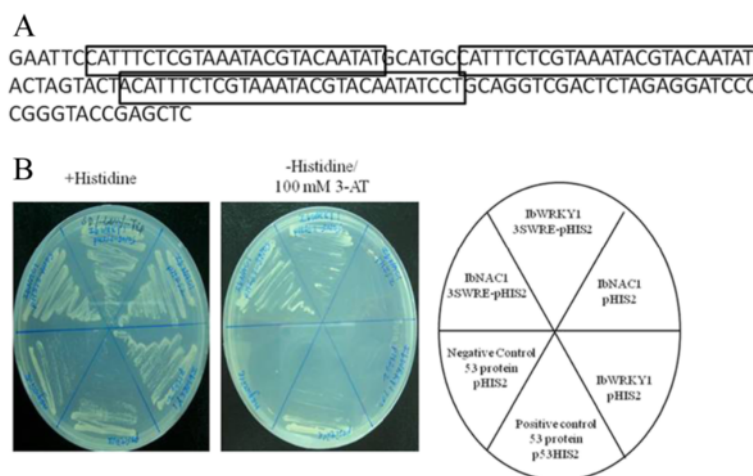 A
GAATTCCATTTCTCGTAAATACGTACAATATGCATGCCATTTCTCGTAAATACGTACAATAT
ACTAGTACTACATTTCTCGTAAATACGTACAATATCCTGCAGGTCGACTCTAGAGGATCCC
CGGGTACCGAGCTC
B
+Histidine
-Histidine/
100 mM 3-AT
IbWRKY1
3SWRE-pHIS2
IbNAC1
3SWRE-pHIS2
IbNAC1
pHIS2
Negative Control
53 protein
pHIS2
IbWRKY1
pHIS2
Positive control
53 protein
p53HIS2